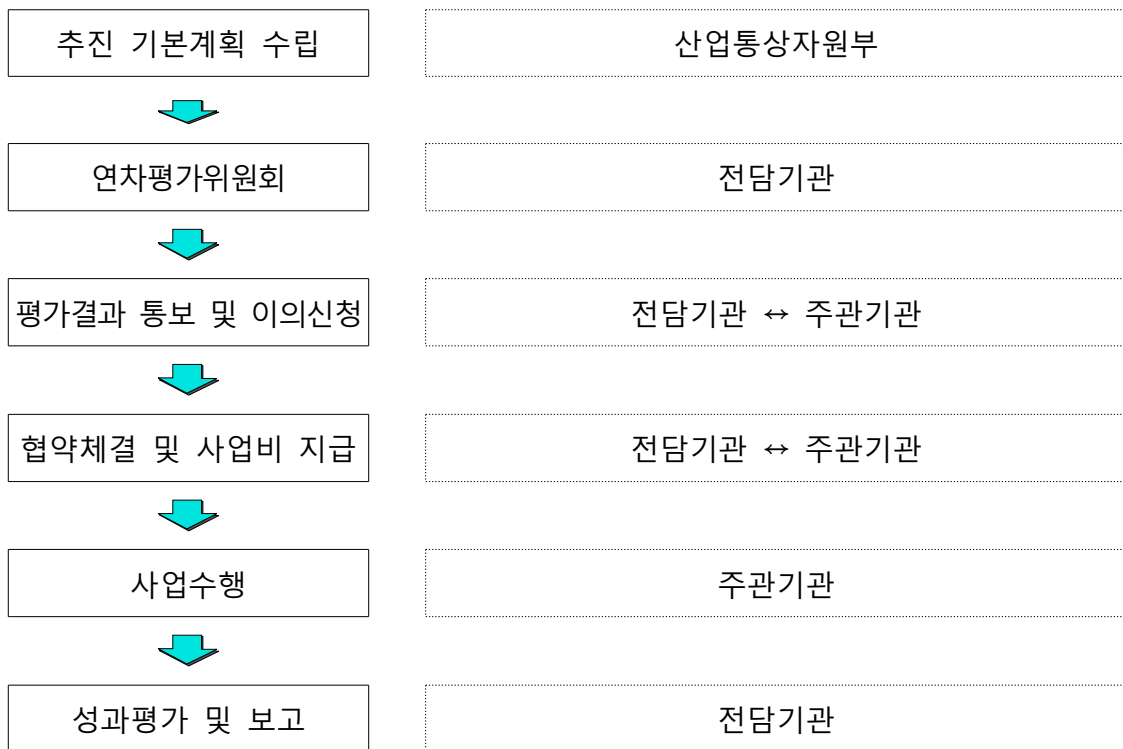 추진 기본계획 수립
산업통상자원부
연차평가위원회
전담기관
평가결과 통보 및 이의신청
전담기관 ↔ 주관기관
협약체결 및 사업비 지급
전담기관 ↔ 주관기관
사업수행
주관기관
성과평가 및 보고
전담기관